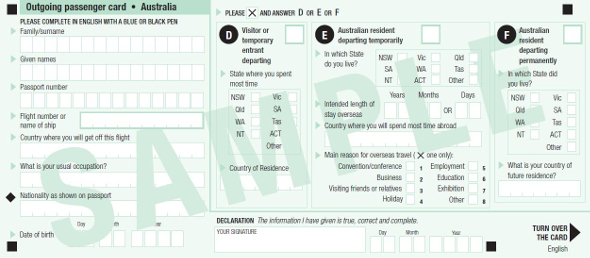 Outgoing passenger card • Australia
PLEASE COMPLETE IN ENGLISH WITH A BLUE OR BLACK PEN
Family/surname
Given names
Passport number
Flight number or
name of ship
Country where you will get off this flight
What is your usual occupation?
Nationality as shown on passport
Day Month Year
Date of birth
PLEASE X AND ANSWER D OR E OR F
D Visitor or
temporary
entrant
departing
State where you spent
most time
NSW Vic
Qld SA
WA Tas
NT ACT
Other
Country of Residence
E Australian resident
departing temporarily
In which State
do you live?
NSW Vic Qld
SA WA Tas
NT ACT Other
Years Months Days
Intended length of
stay overseas
OR
Country where you will spend most time abroad
Main reason for overseas travel ( X one only):
Convention/conference 1 Employment 5
Business 2 Education 6
Visiting friends or relatives 3 Exhibition 7
Holiday 4 Other 8
F Australian
resident
departing
permanently
In which State did
you live?
NSW Vic
Qld SA
WA Tas
NT ACT
Other
What is your country of
future residence?
DECLARATION The information I have given is true, correct and complete.
YOUR SIGNATURE
Day Month Year
TURN OVER
THE CARD
English
SAMPLE